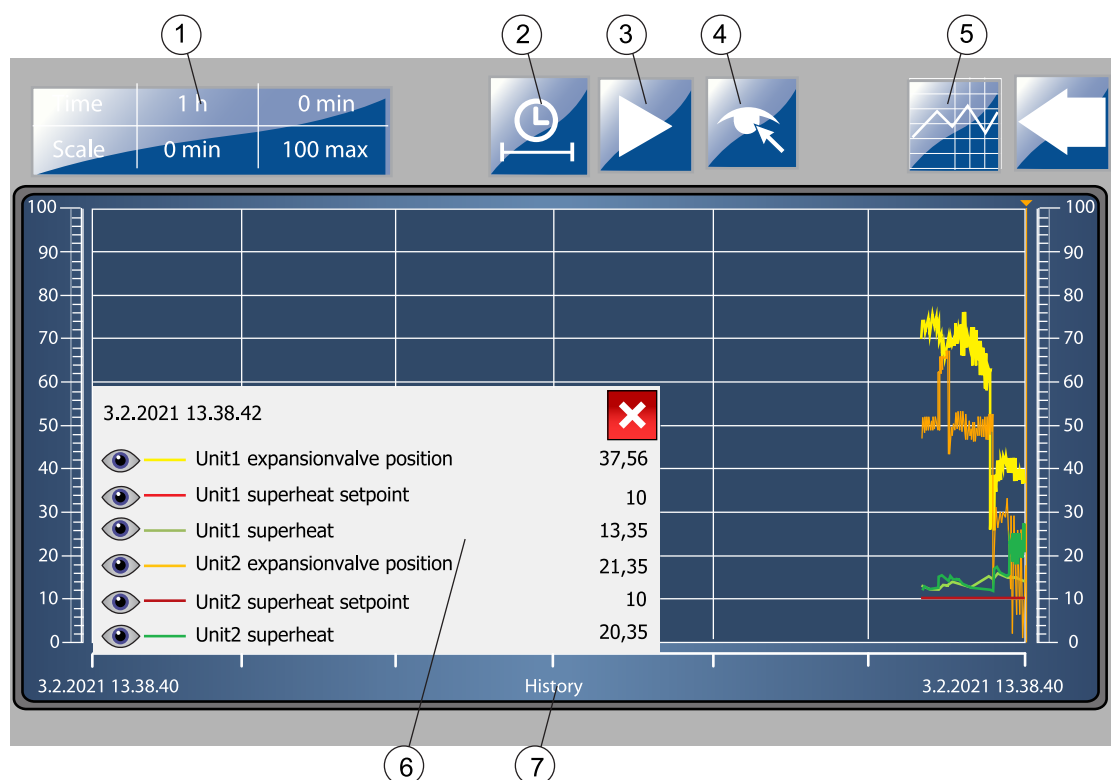 1 2 3 4 5
Time 1 h 0 min
Scale 0 min 100 max
100 100
90 90
80 80
70 70
60 60
50 50
40 40
30 30
20 20
10 10
0 0
3.2.2021 13.38.42
Unit1 expansionvalve position 37,56
Unit1 superheat setpoint 10
Unit1 superheat 13,35
Unit2 expansionvalve position 21,35
Unit2 superheat setpoint 10
Unit2 superheat 20,35
3.2.2021 13.38.40 History 3.2.2021 13.38.40
6 7